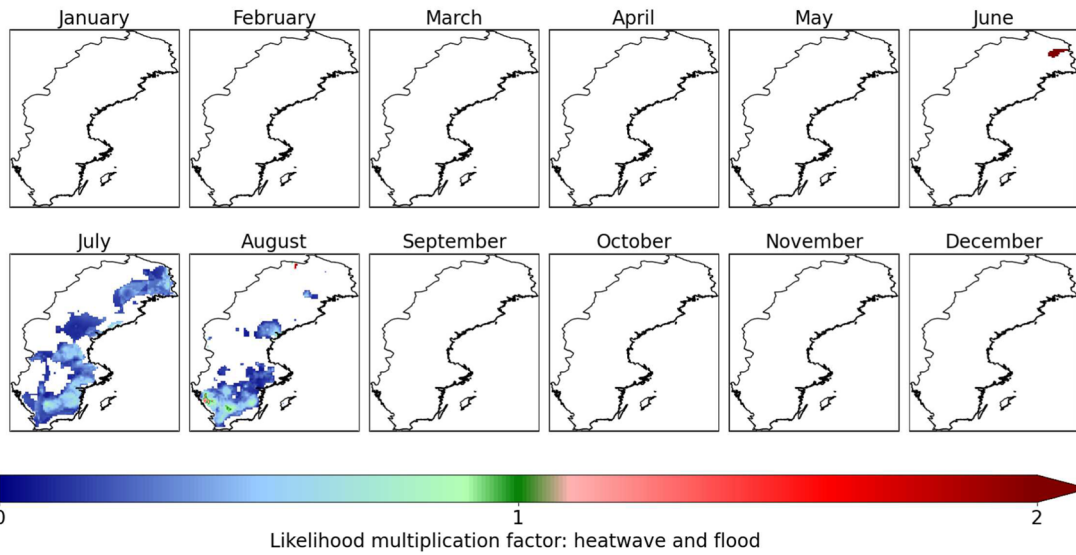 January February March April May June
July August September October November December
0 1 2
Likelihood multiplication factor: heatwave and flood